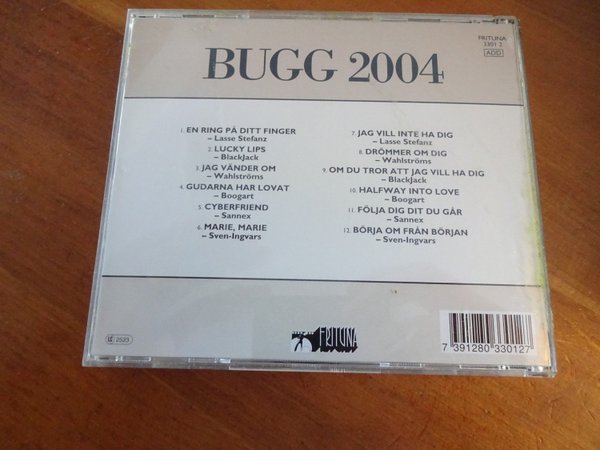 FRITUNA
3301 2
ADD
BUGG 2004
1. EN RING PÅ DITT FINGER
– Lasse Stefanz
2. LUCKY LIPS
– BlackJack
3. JAG VÄNDER OM
– Wahlströms
4. GUDARNA HAR LOVAT
– Boogart
5. CYBERFRIEND
– Sannex
6. MARIE, MARIE
– Sven-Ingvars
7. JAG VILL INTE HA DIG
– Lasse Stefanz
8. DRÖMMER OM DIG
– Wahlströms
9. OM DU TROR ATT JAG VILL HA DIG
– BlackJack
10. HALFWAY INTO LOVE
– Boogart
11. FÖLJA DIG DIT DU GÅR
– Sannex
12. BÖRJA OM FRÅN BÖRJAN
– Sven-Ingvars
LC 2523
FRITUNA
7 391280 330127